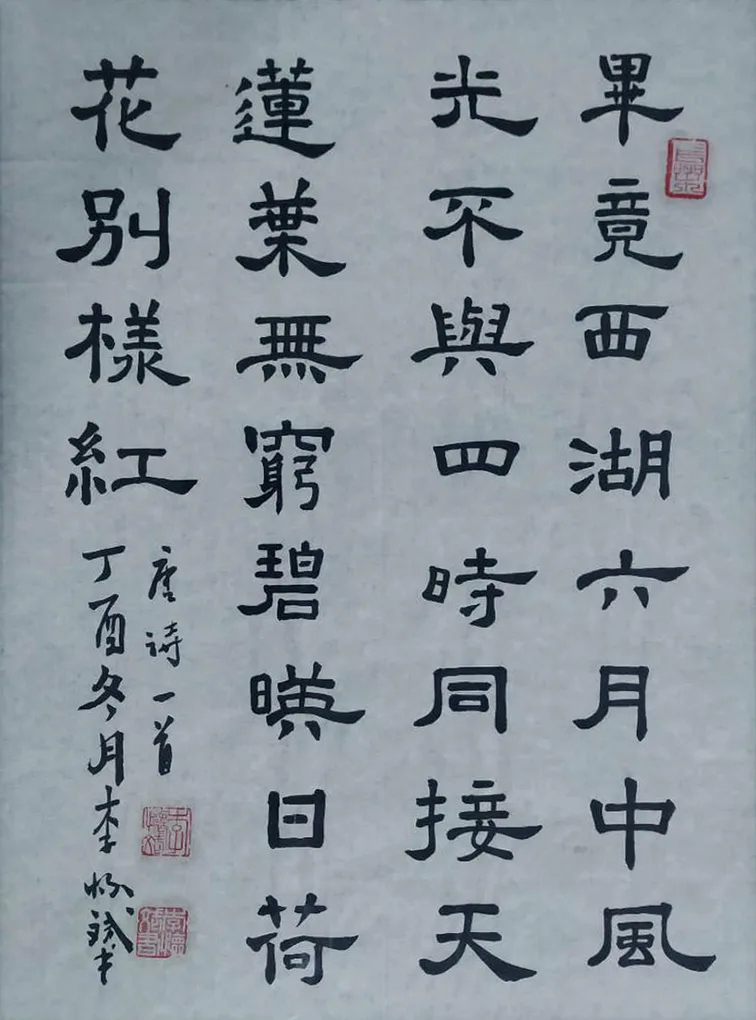 畢竟西湖六月中風
光不與四時同接天
蓮葉無窮碧暎日荷
花別樣紅
唐詩一首
丁酉冬月李